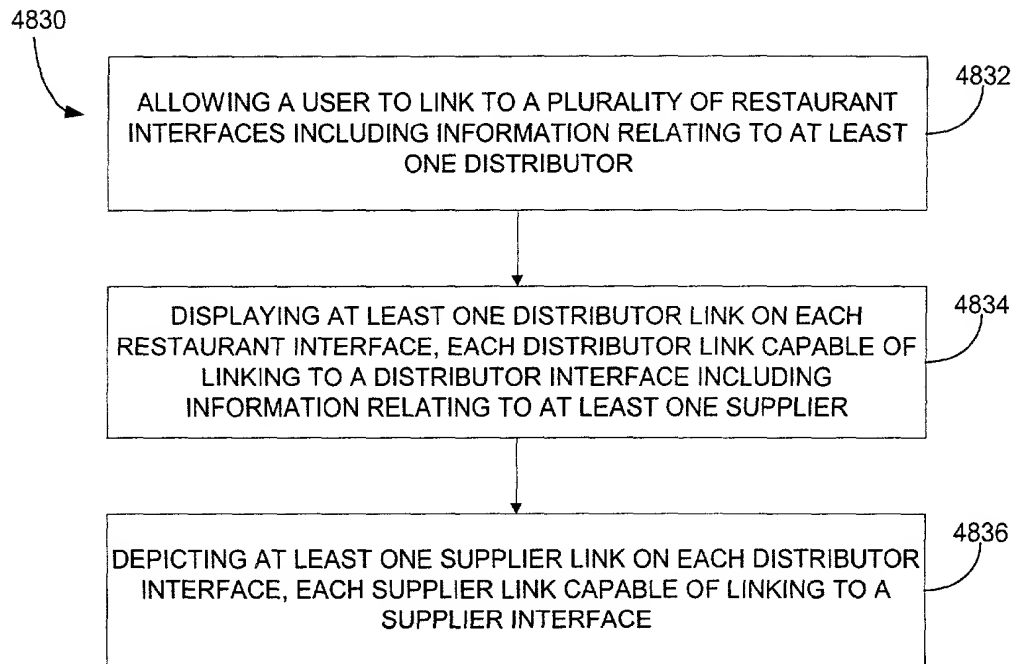 4830
4832
ALLOWING A USER TO LINK TO A PLURALITY OF RESTAURANT
INTERFACES INCLUDING INFORMATION RELATING TO AT LEAST
ONE DISTRIBUTOR
4834
DISPLAYING AT LEAST ONE DISTRIBUTOR LINK ON EACH
RESTAURANT INTERFACE, EACH DISTRIBUTOR LINK CAPABLE OF
LINKING TO A DISTRIBUTOR INTERFACE INCLUDING
INFORMATION RELATING TO AT LEAST ONE SUPPLIER
4836
DEPICTING AT LEAST ONE SUPPLIER LINK ON EACH DISTRIBUTOR
INTERFACE, EACH SUPPLIER LINK CAPABLE OF LINKING TO A
SUPPLIER INTERFACE